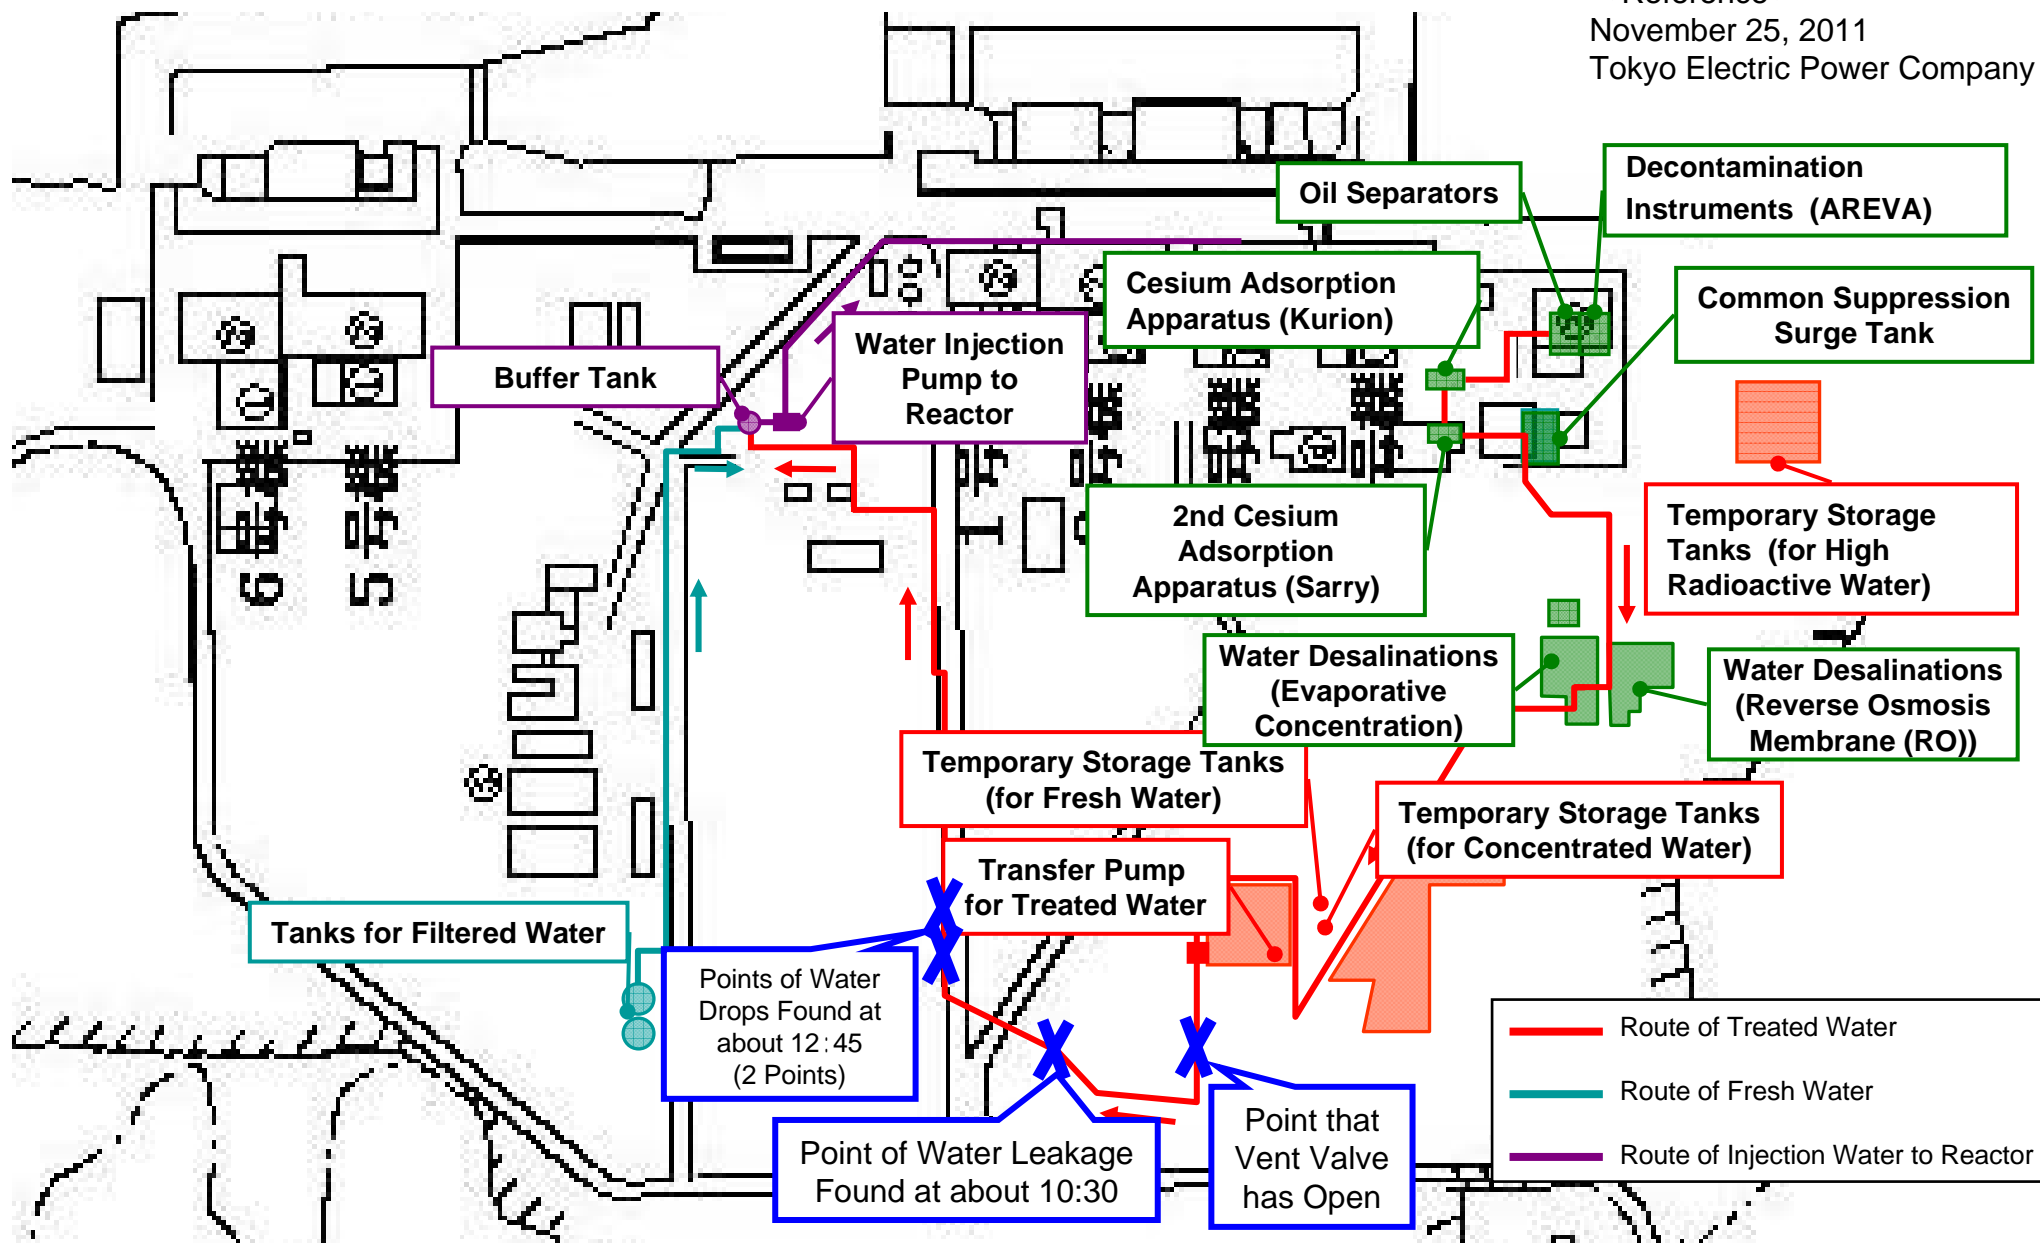 Reference
November 25, 2011
Tokyo Electric Power Company
Oil Separators
Decontamination
Instruments (AREVA)
Cesium Adsorption
Apparatus (Kurion)
Common Suppression
Surge Tank
Buffer Tank
Water Injection
Pump to
Reactor
2nd Cesium
Adsorption
Apparatus (Sarry)
Temporary Storage
Tanks (for High
Radioactive Water)
Water Desalinations
(Evaporative
Concentration)
Water Desalinations
(Reverse Osmosis
Membrane (RO))
Temporary Storage Tanks
(for Fresh Water)
Temporary Storage Tanks
(for Concentrated Water)
Transfer Pump
for Treated Water
Tanks for Filtered Water
Points of Water
Drops Found at
about 12:45
(2 Points)
Point of Water Leakage
Found at about 10:30
Point that
Vent Valve
has Open
Route of Treated Water
Route of Fresh Water
Route of Injection Water to Reactor
6
5